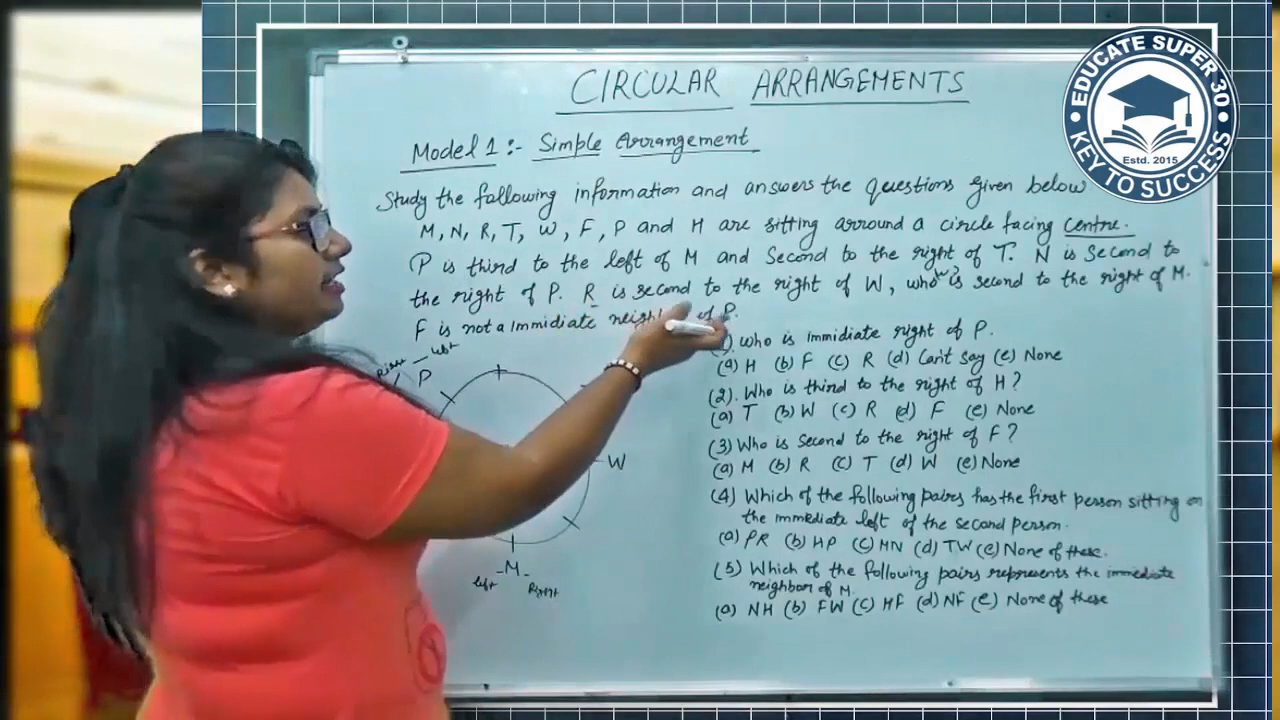 CIRCULAR ARRANGEMENTS
EDUCATE SUPER 30
Estd. 2015
KEY TO SUCCESS
Model 1:- Simple Arrangement
Study the following information and answers the questions given below
M, N, R, T, W, F, P and H are sitting arround a circle facing centre.
P is third to the left of M and Second to the right of T. N is Second to
the right of P. R is second to the right of W, who is second to the right of M.
F is not a immidiate of P.
(1). who is immidiate right of P.
(a) H (b) F (c) R (d) Can't say (e) None
(2). Who is third to the right of H?
(a) T (b) W (c) R (d) F (e) None
(3) Who is Second to the right of F?
(a) M (b) R (c) T (d) W (e) None
(4) Which of the following pairs has the first person sitting on
the immediate left of the second person.
(a) PR (b) HP (c) MN (d) TW (e) None of these.
(5) Which of the following pairs represents the immediate
neighbor of M.
(a) NH (b) FW (c) HF (d) NF (e) None of these
Right left
P
W
M
left Right